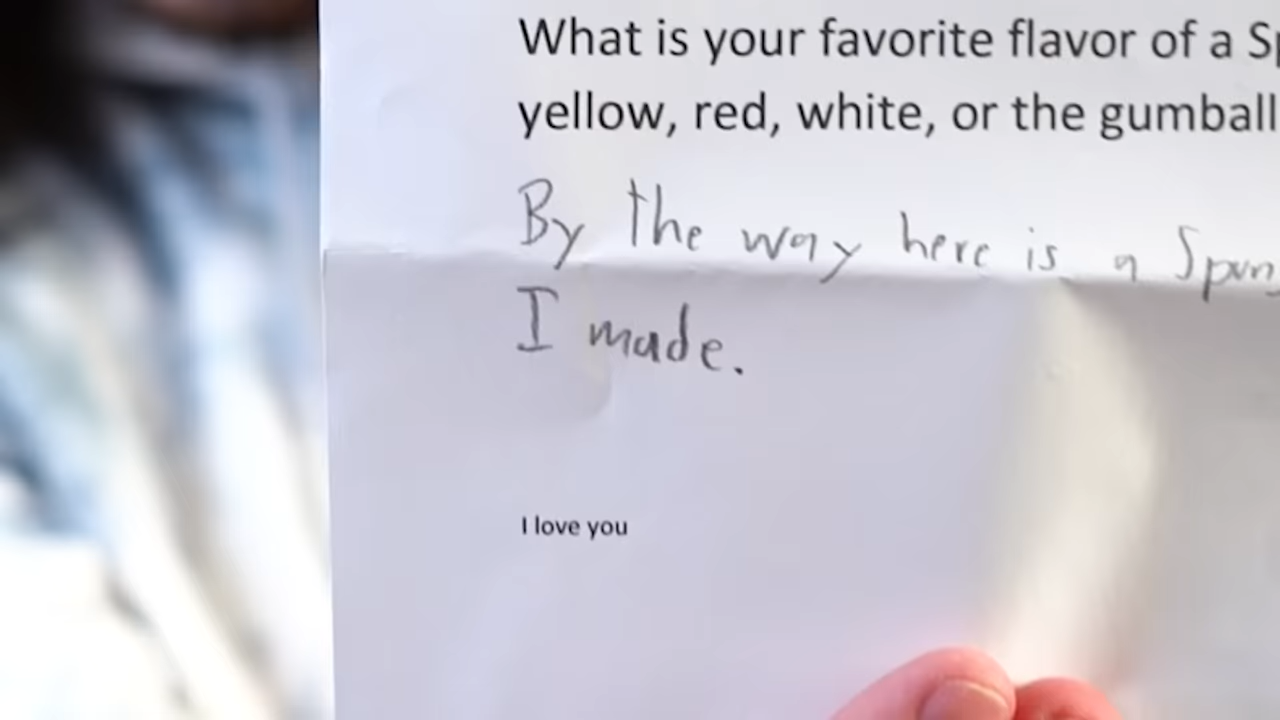 What is your favorite flavor of a
yellow, red, white, or the gumball
By the way here is a
I made.
I love you